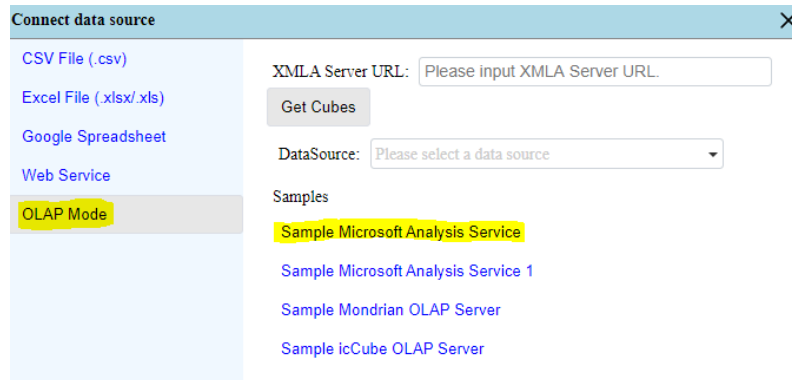 Connect data source
CSV File (.csv)
Excel File (.xlsx/.xls)
Google Spreadsheet
Web Service
OLAP Mode
XMLA Server URL: Please input XMLA Server URL.
Get Cubes
DataSource: Please select a data source
Samples
Sample Microsoft Analysis Service
Sample Microsoft Analysis Service 1
Sample Mondrian OLAP Server
Sample icCube OLAP Server